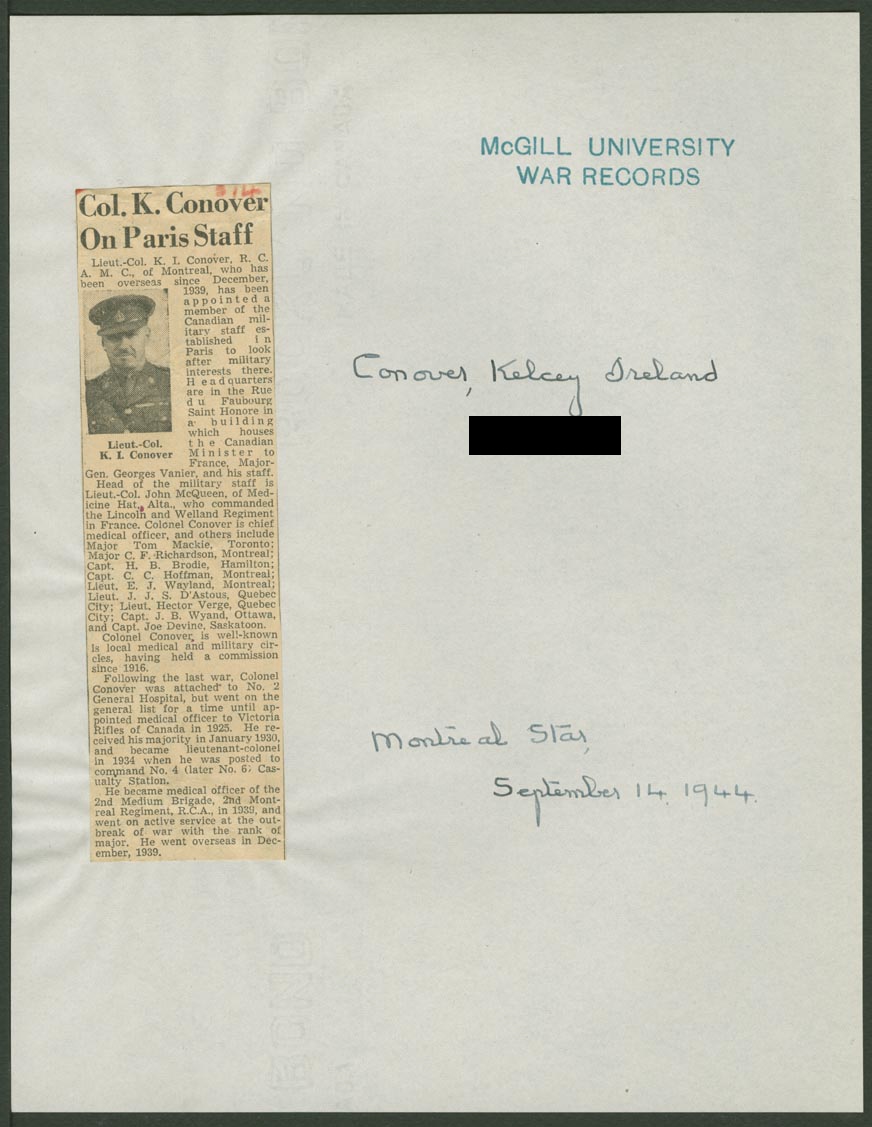 McGILL UNIVERSITY
WAR RECORDS
Col. K. Conover
On Paris Staff
Lieut.-Col. K. I. Conover, R. C.
A. M. C., of Montreal, who has
been overseas since December,
1939, has been
appointed a
member of the
Canadian mil-
itary staff es-
tablished in
Paris to look
after military
interests there.
Headquarters
are in the Rue
du Faubourg
Saint Honore in
a building
which houses
the Canadian
Minister to
France, Major-
Lieut.-Col.
K. I. Conover
Gen. Georges Vanier, and his staff.
Head of the military staff is
Lieut.-Col. John McQueen, of Med-
icine Hat, Alta., who commanded
the Lincoln and Welland Regiment
in France. Colonel Conover is chief
medical officer, and others include
Major Tom Mackie, Toronto;
Major C. F. Richardson, Montreal;
Capt. H. B. Brodie, Hamilton;
Capt. C. C. Hoffman, Montreal;
Lieut. E. J. Wayland, Montreal;
Lieut. J. J. S. D'Astous, Quebec
City; Lieut. Hector Verge, Quebec
City; Capt. J. B. Wyand, Ottawa,
and Capt. Joe Devine, Saskatoon.
Colonel Conover is well-known
is local medical and military cir-
cles, having held a commission
since 1916.
Following the last war, Colonel
Conover was attached to No. 2
General Hospital, but went on the
general list for a time until ap-
pointed medical officer to Victoria
Rifles of Canada in 1925. He re-
ceived his majority in January 1930,
and became lieutenant-colonel
in 1934 when he was posted to
command No. 4 (later No. 6) Cas-
ualty Station.
He became medical officer of the
2nd Medium Brigade, 2nd Mont-
real Regiment, R.C.A., in 1939, and
went on active service at the out-
break of war with the rank of
major. He went overseas in Dec-
ember, 1939.
Conover, Kelcey Ireland
Montreal Star,
September 14, 1944.